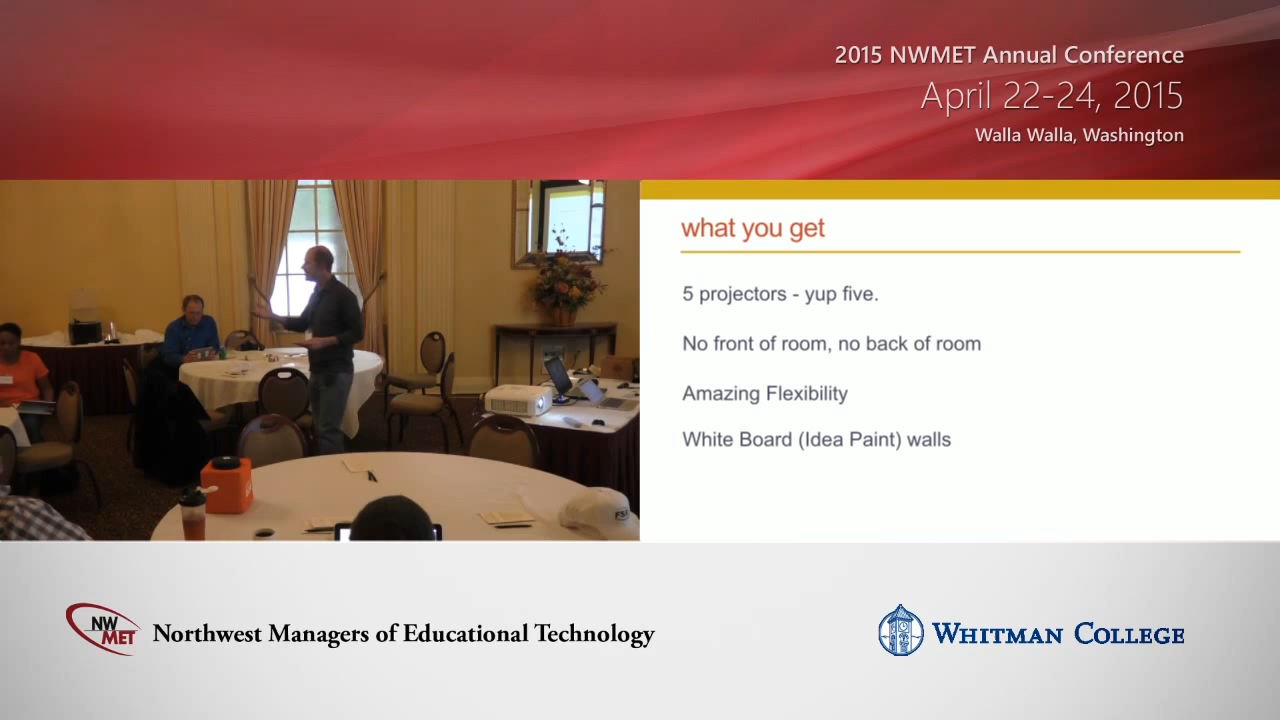 2015 NWMET Annual Conference
April 22-24, 2015
Walla Walla, Washington
what you get
5 projectors - yup five.
No front of room, no back of room
Amazing Flexibility
White Board (Idea Paint) walls
NW
MET
Northwest Managers of Educational Technology
WHITMAN COLLEGE